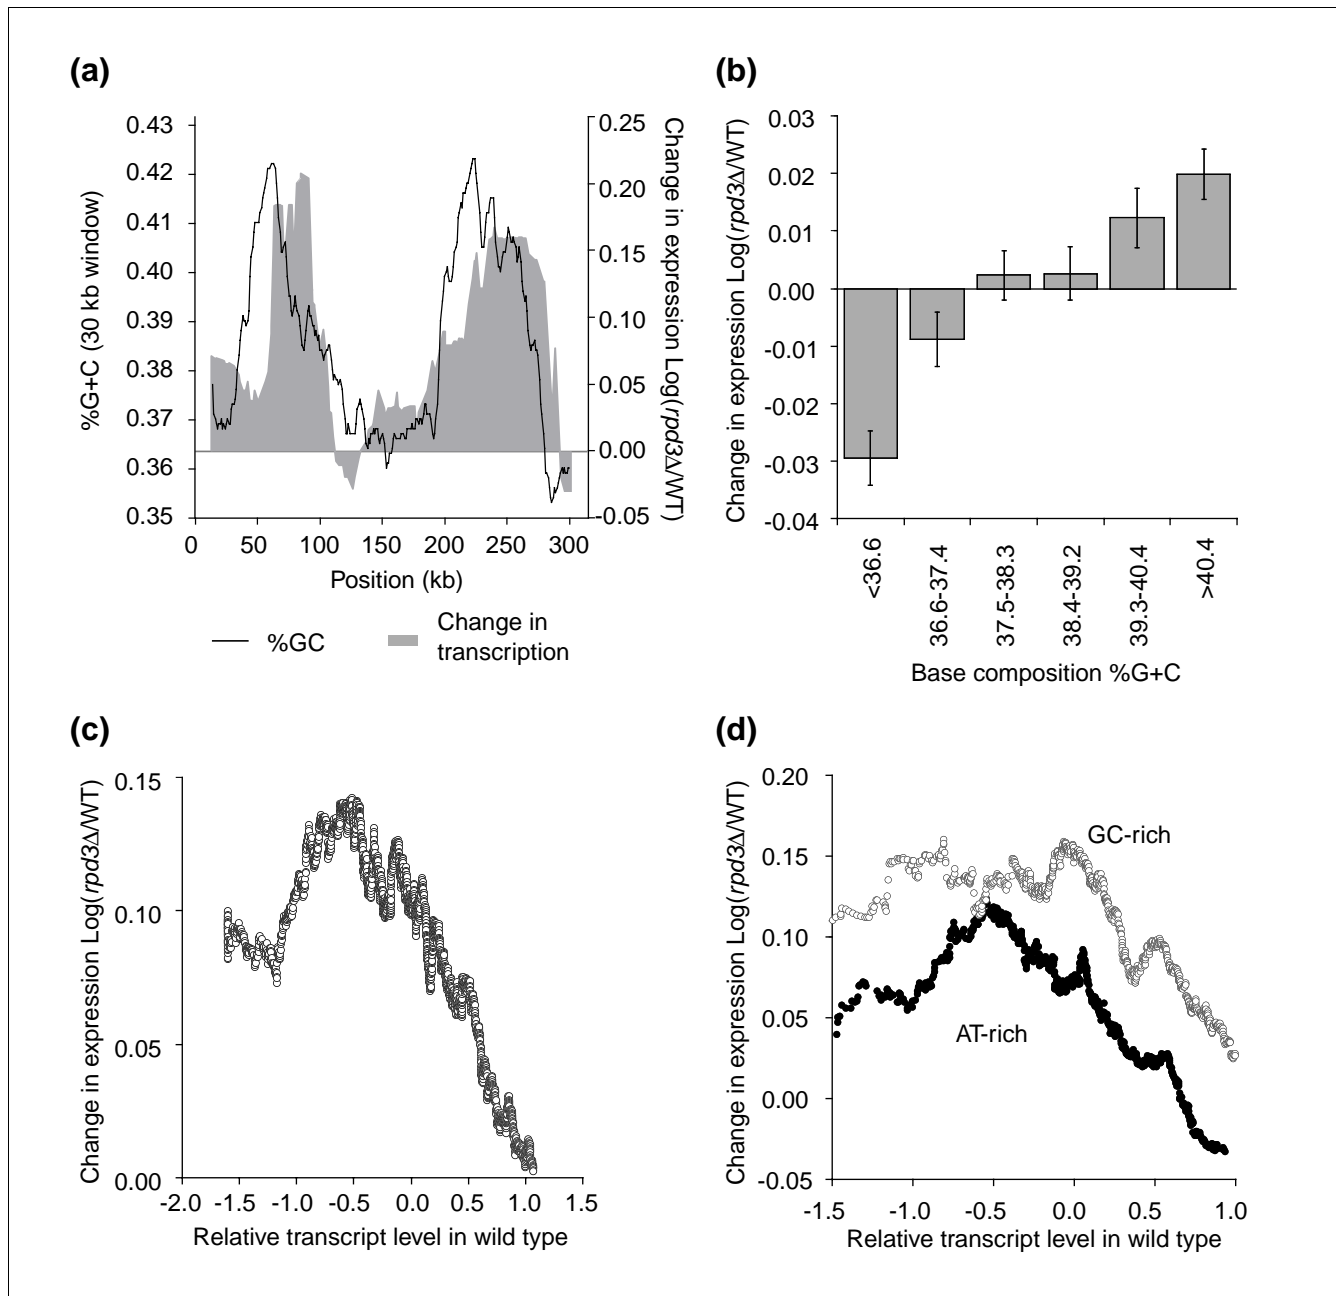 (a)
0.43
0.42
0.41
0.40
0.39
0.38
0.37
0.36
0.35
%G+C (30 kb window)
0.25
0.20
0.15
0.10
0.05
0.00
-0.05
Change in expression Log(rpd3Δ/WT)
0 50 100 150 200 250 300
Position (kb)
%GC
Change in
transcription
(b)
0.03
0.02
0.01
0.00
-0.01
-0.02
-0.03
-0.04
Change in expression Log(rpd3Δ/WT)
<36.6
36.6-37.4
37.5-38.3
38.4-39.2
39.3-40.4
>40.4
Base composition %G+C
(c)
0.15
0.10
0.05
0.00
Change in expression Log(rpd3Δ/WT)
-2.0 -1.5 -1.0 -0.5 0.0 0.5 1.0 1.5
Relative transcript level in wild type
(d)
0.20
0.15
0.10
0.05
0.00
-0.05
Change in expression Log(rpd3Δ/WT)
GC-rich
AT-rich
-1.5 -1.0 -0.5 0.0 0.5 1.0
Relative transcript level in wild type